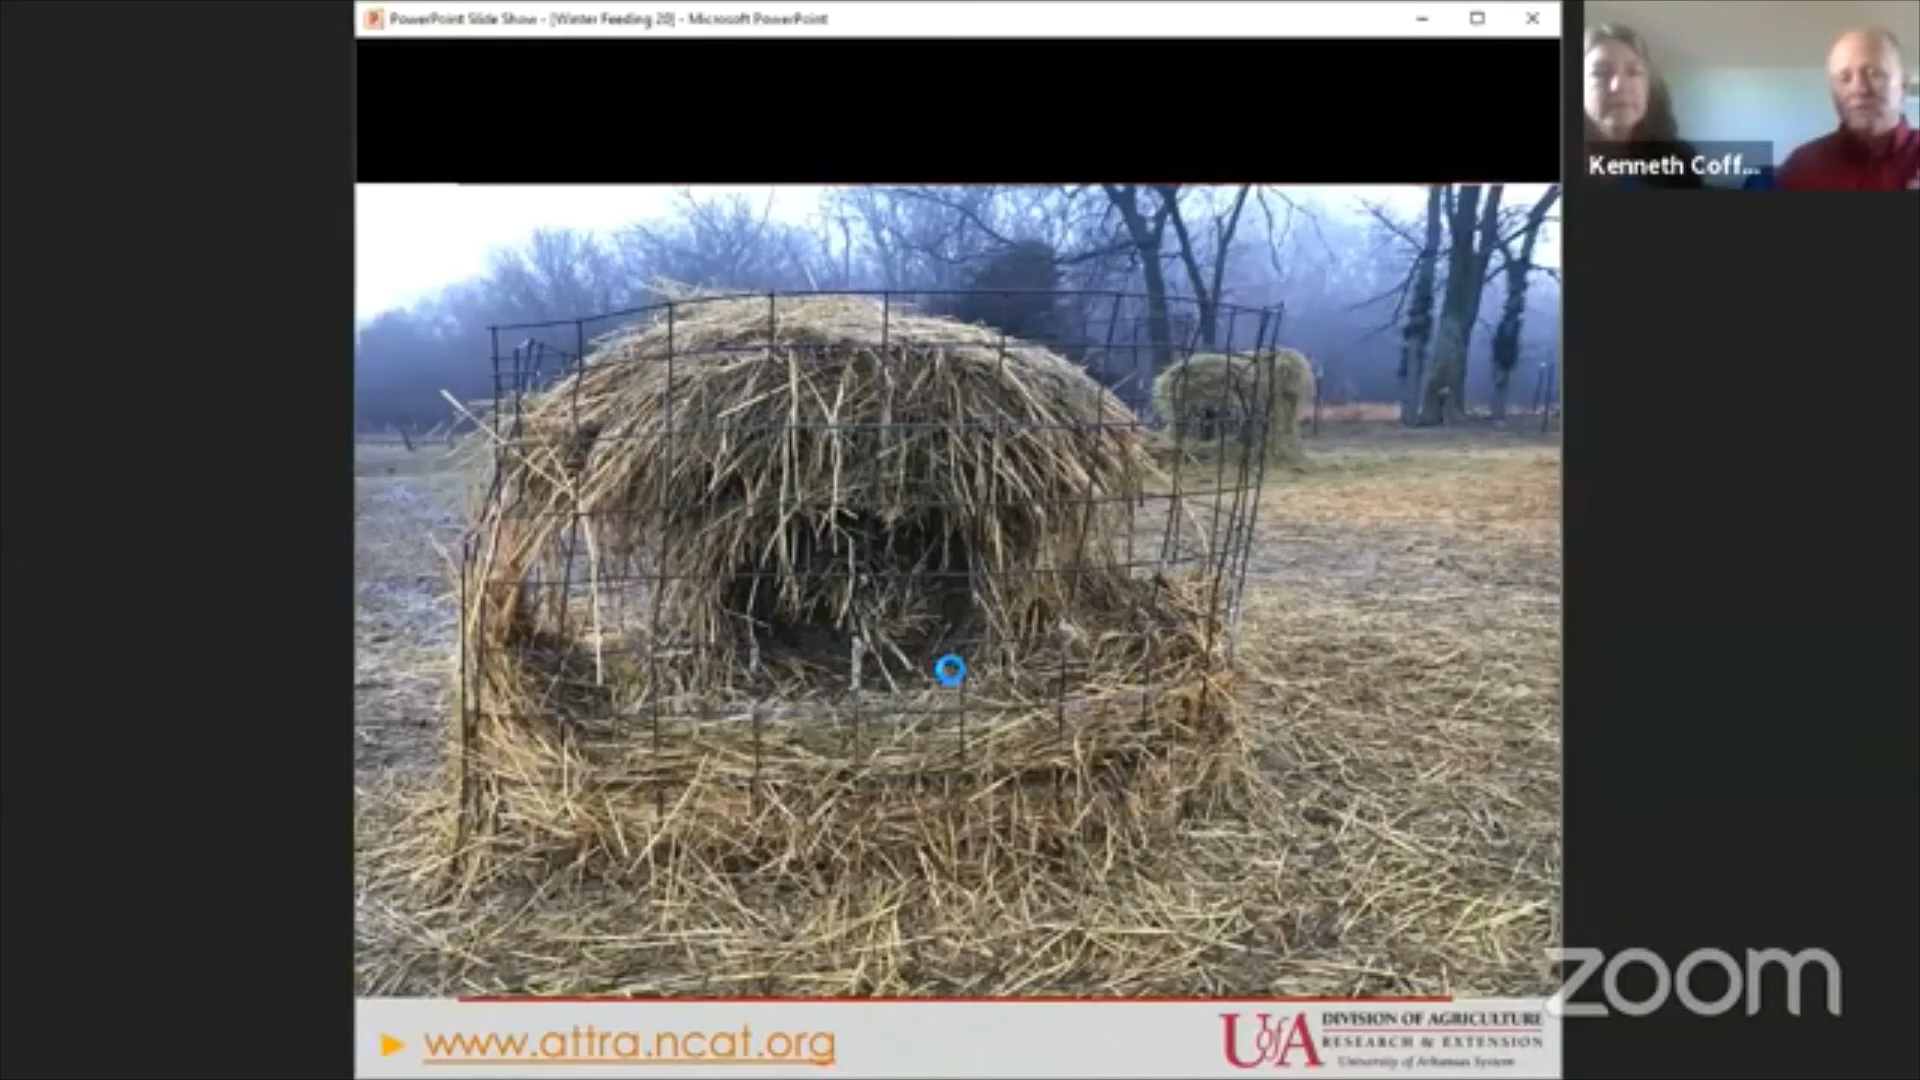 PowerPoint Slide Show - [Winter Feeding 20] - Microsoft PowerPoint
Kenneth Coff...
www.attra.ncat.org
UofA DIVISION OF AGRICULTURE
RESEARCH & EXTENSION
University of Arkansas System
zoom